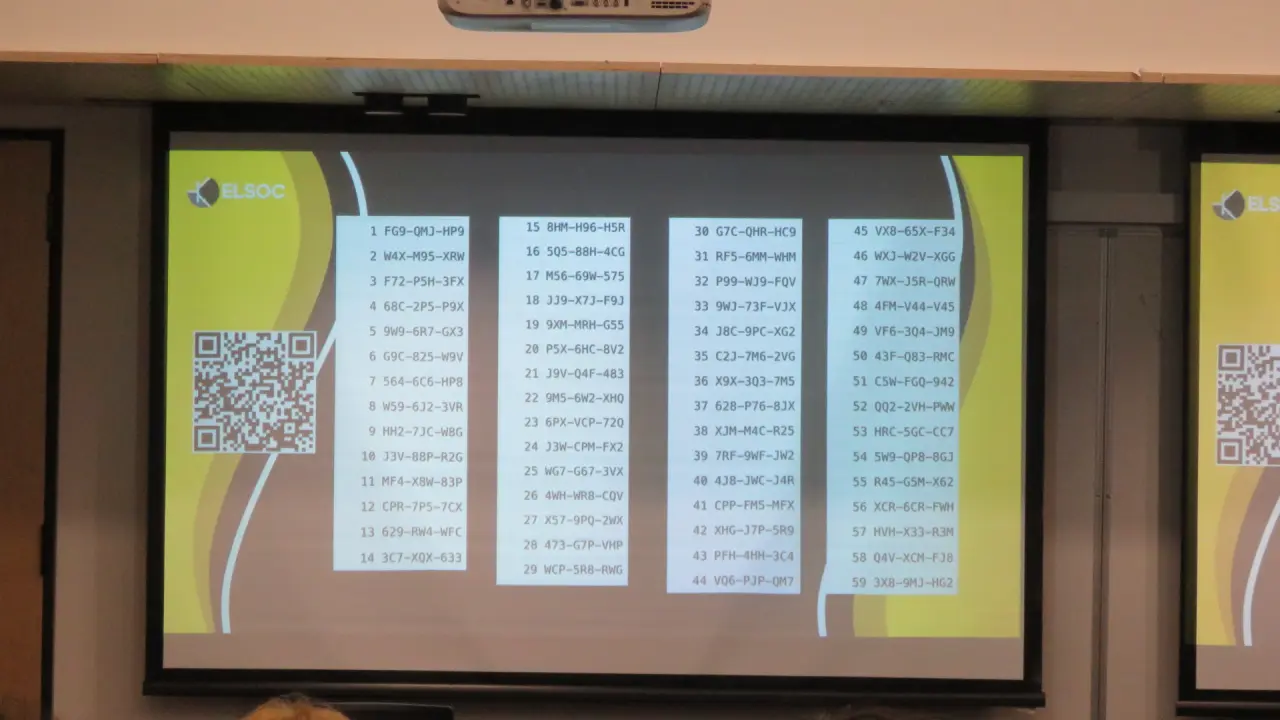 ELSOC
1 FG9-QMJ-HP9
2 W4X-M95-XRW
3 F72-P5H-3FX
4 68C-2P5-P9X
5 9W9-6R7-GX3
6 G9C-825-W9V
7 564-6C6-HP8
8 W59-6J2-3VR
9 HH2-7JC-W8G
10 J3V-88P-R2G
11 MF4-X8W-83P
12 CPR-7P5-7CX
13 629-RW4-WFC
14 3C7-XQX-633
15 8HM-H96-H5R
16 5Q5-88H-4CG
17 M56-69W-575
18 JJ9-X7J-F9J
19 9XM-MRH-G55
20 P5X-6HC-8V2
21 J9V-Q4F-483
22 9M5-6W2-XHQ
23 6PX-VCP-72Q
24 J3W-CPM-FX2
25 WG7-G67-3VX
26 4WH-WR8-CQV
27 X57-9PQ-2WX
28 473-G7P-VHP
29 WCP-5R8-RWG
30 G7C-QHR-HC9
31 RF5-6MM-WHM
32 P99-WJ9-FQV
33 9WJ-73F-VJX
34 J8C-9PC-XG2
35 C2J-7M6-2VG
36 X9X-3Q3-7M5
37 628-P76-8JX
38 XJM-M4C-R25
39 7RF-9WF-JW2
40 4J8-JWC-J4R
41 CPP-FM5-MFX
42 XHG-J7P-5R9
43 PFH-4HH-3C4
44 VQ6-PJP-QM7
45 VX8-65X-F34
46 WXJ-W2V-XGG
47 7WX-J5R-QRW
48 4FM-V44-V45
49 VF6-3Q4-JM9
50 43F-Q83-RMC
51 C5W-FGQ-942
52 QQ2-2VH-PWW
53 HRC-5GC-CC7
54 5W9-QP8-8GJ
55 R45-G5M-X62
56 XCR-6CR-FWH
57 HVH-X33-R3M
58 Q4V-XCM-FJ8
59 3X8-9MJ-HG2
ELS